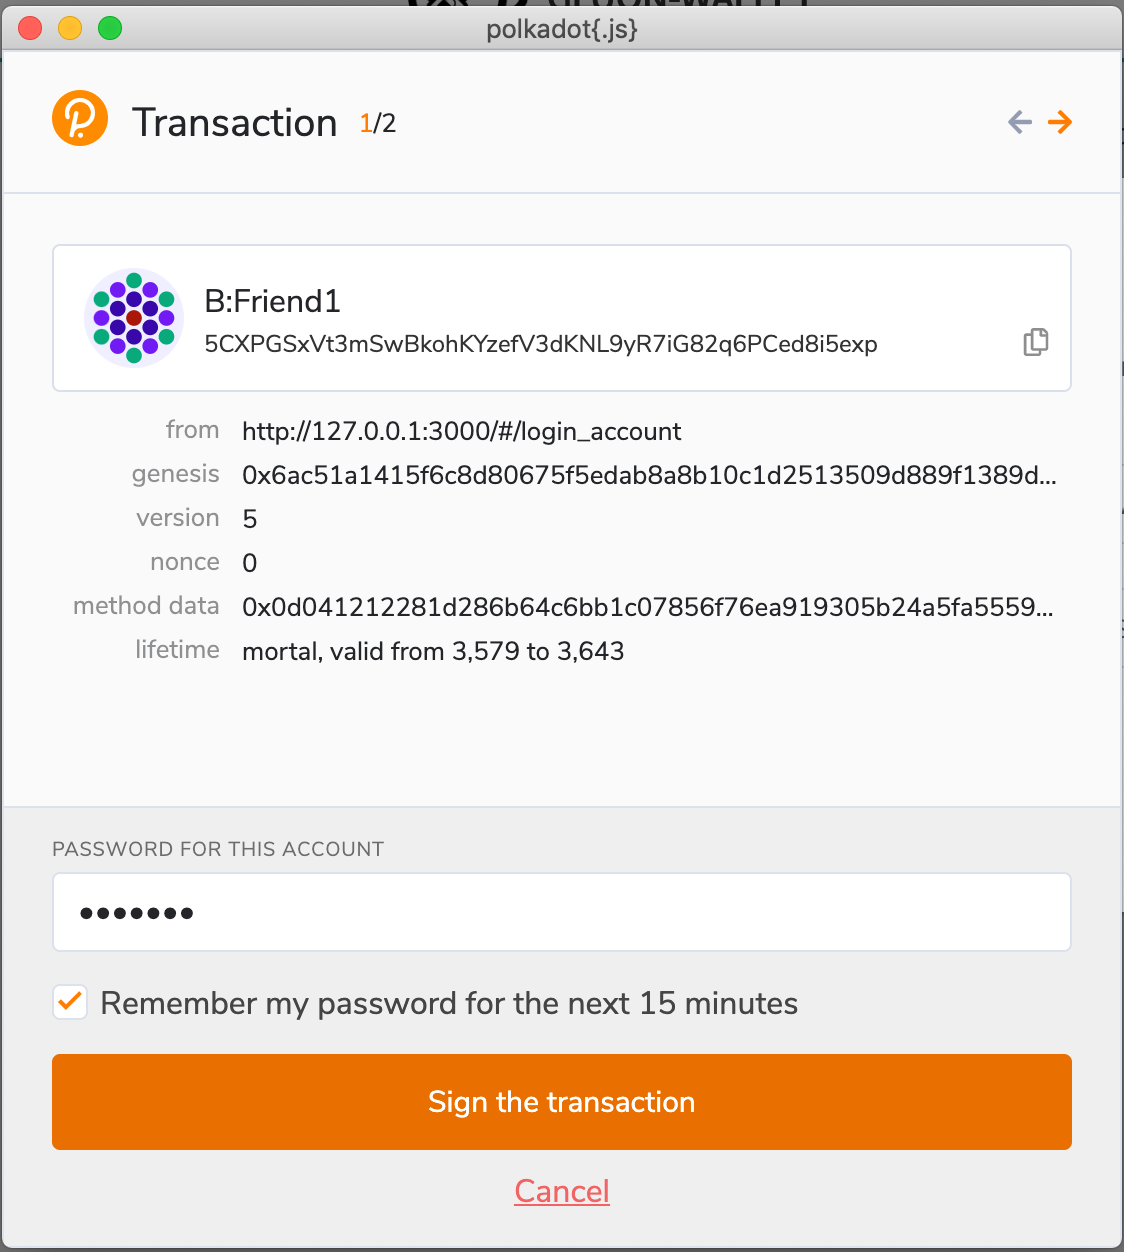 polkadot{.js}
Transaction 1/2
B:Friend1
5CXPGSxVt3mSwBkohKYzefV3dKNL9yR7iG82q6PCed8i5exp
from http://127.0.0.1:3000/#/login_account
genesis 0x6ac51a1415f6c8d80675f5edab8a8b10c1d2513509d889f1389d...
version 5
nonce 0
method data 0x0d041212281d286b64c6bb1c07856f76ea919305b24a5fa5559...
lifetime mortal, valid from 3,579 to 3,643
PASSWORD FOR THIS ACCOUNT
Remember my password for the next 15 minutes
Sign the transaction
Cancel